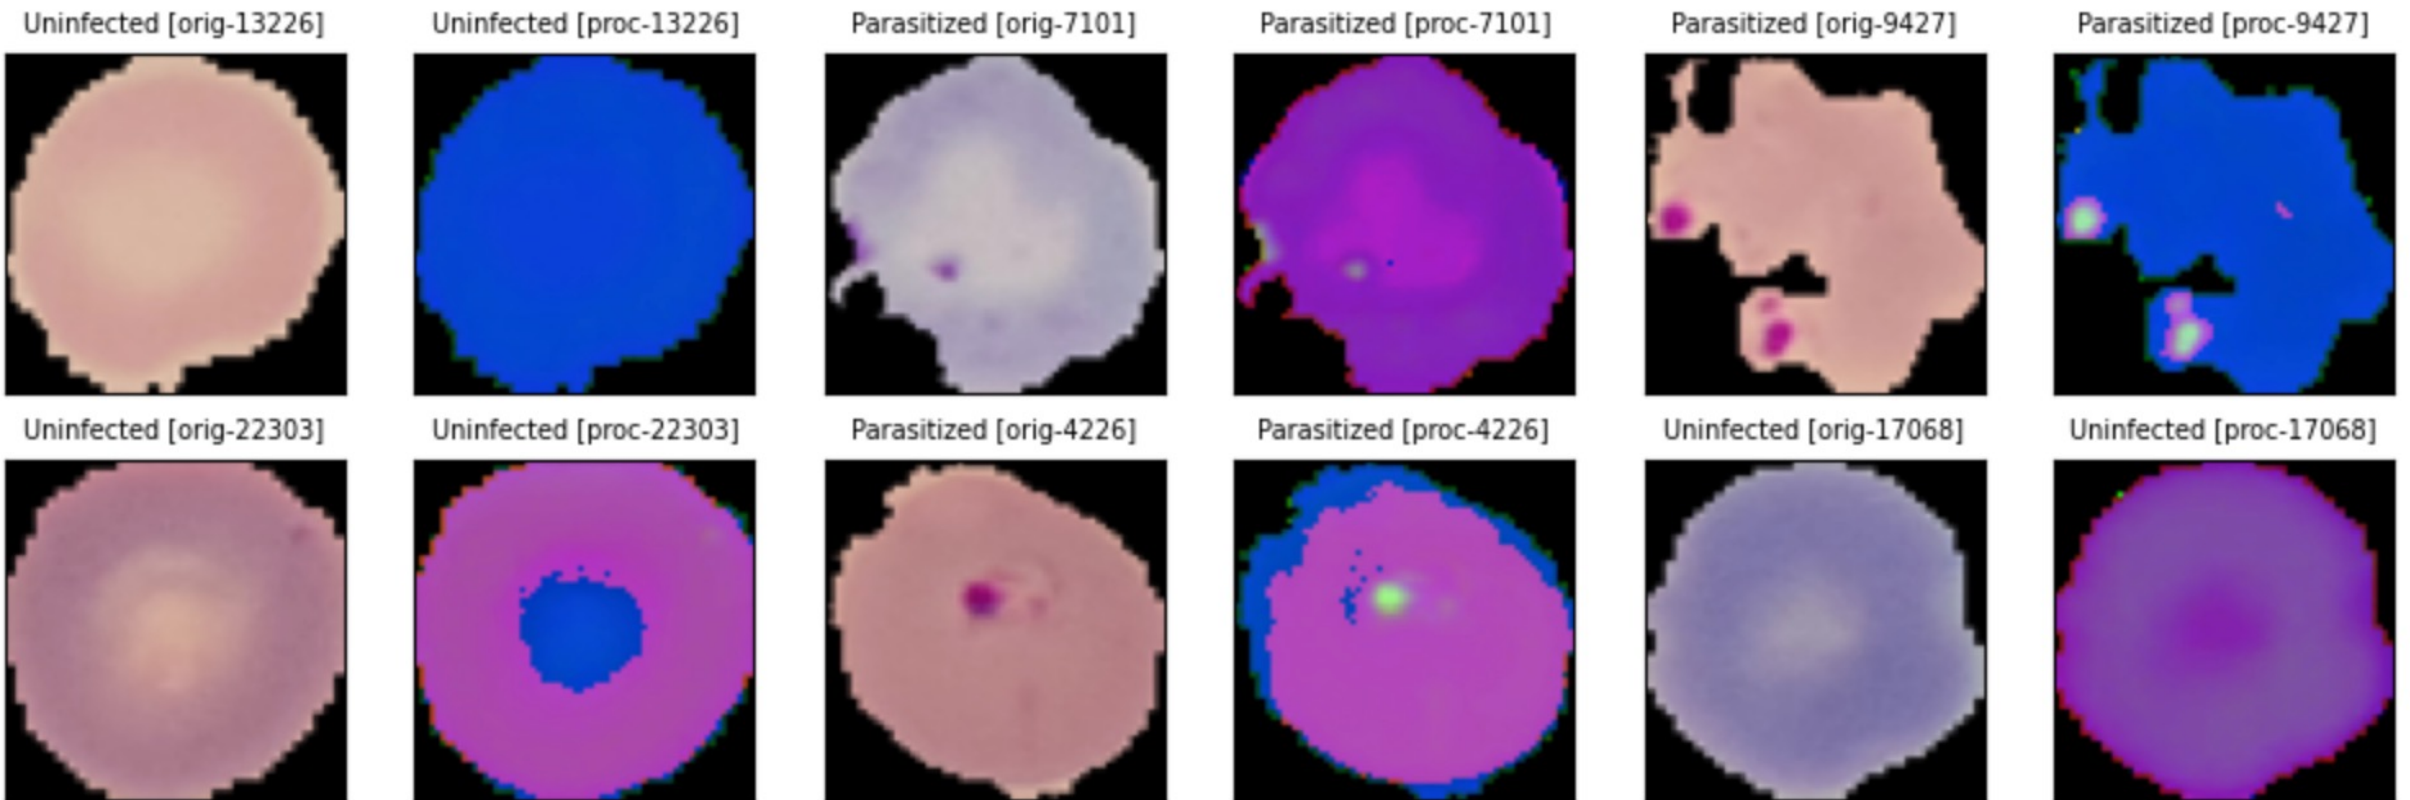 Uninfected [orig-13226]
Uninfected [proc-13226]
Parasitized [orig-7101]
Parasitized [proc-7101]
Parasitized [orig-9427]
Parasitized [proc-9427]
Uninfected [orig-22303]
Uninfected [proc-22303]
Parasitized [orig-4226]
Parasitized [proc-4226]
Uninfected [orig-17068]
Uninfected [proc-17068]